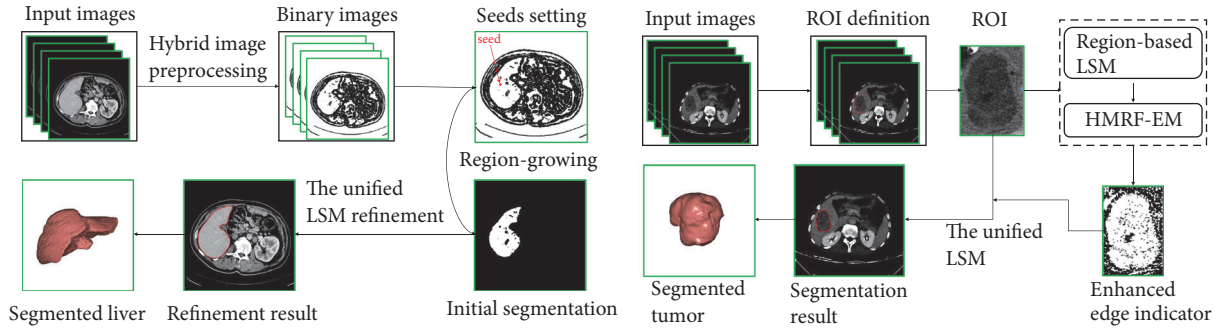 Input images
Hybrid image
preprocessing
Binary images
Seeds setting
seed
Region-growing
The unified
LSM refinement
Segmented liver
Refinement result
Initial segmentation
Input images
ROI definition
ROI
Region-based
LSM
HMRF-EM
The unified
LSM
Segmented
tumor
Segmentation
result
Enhanced
edge indicator